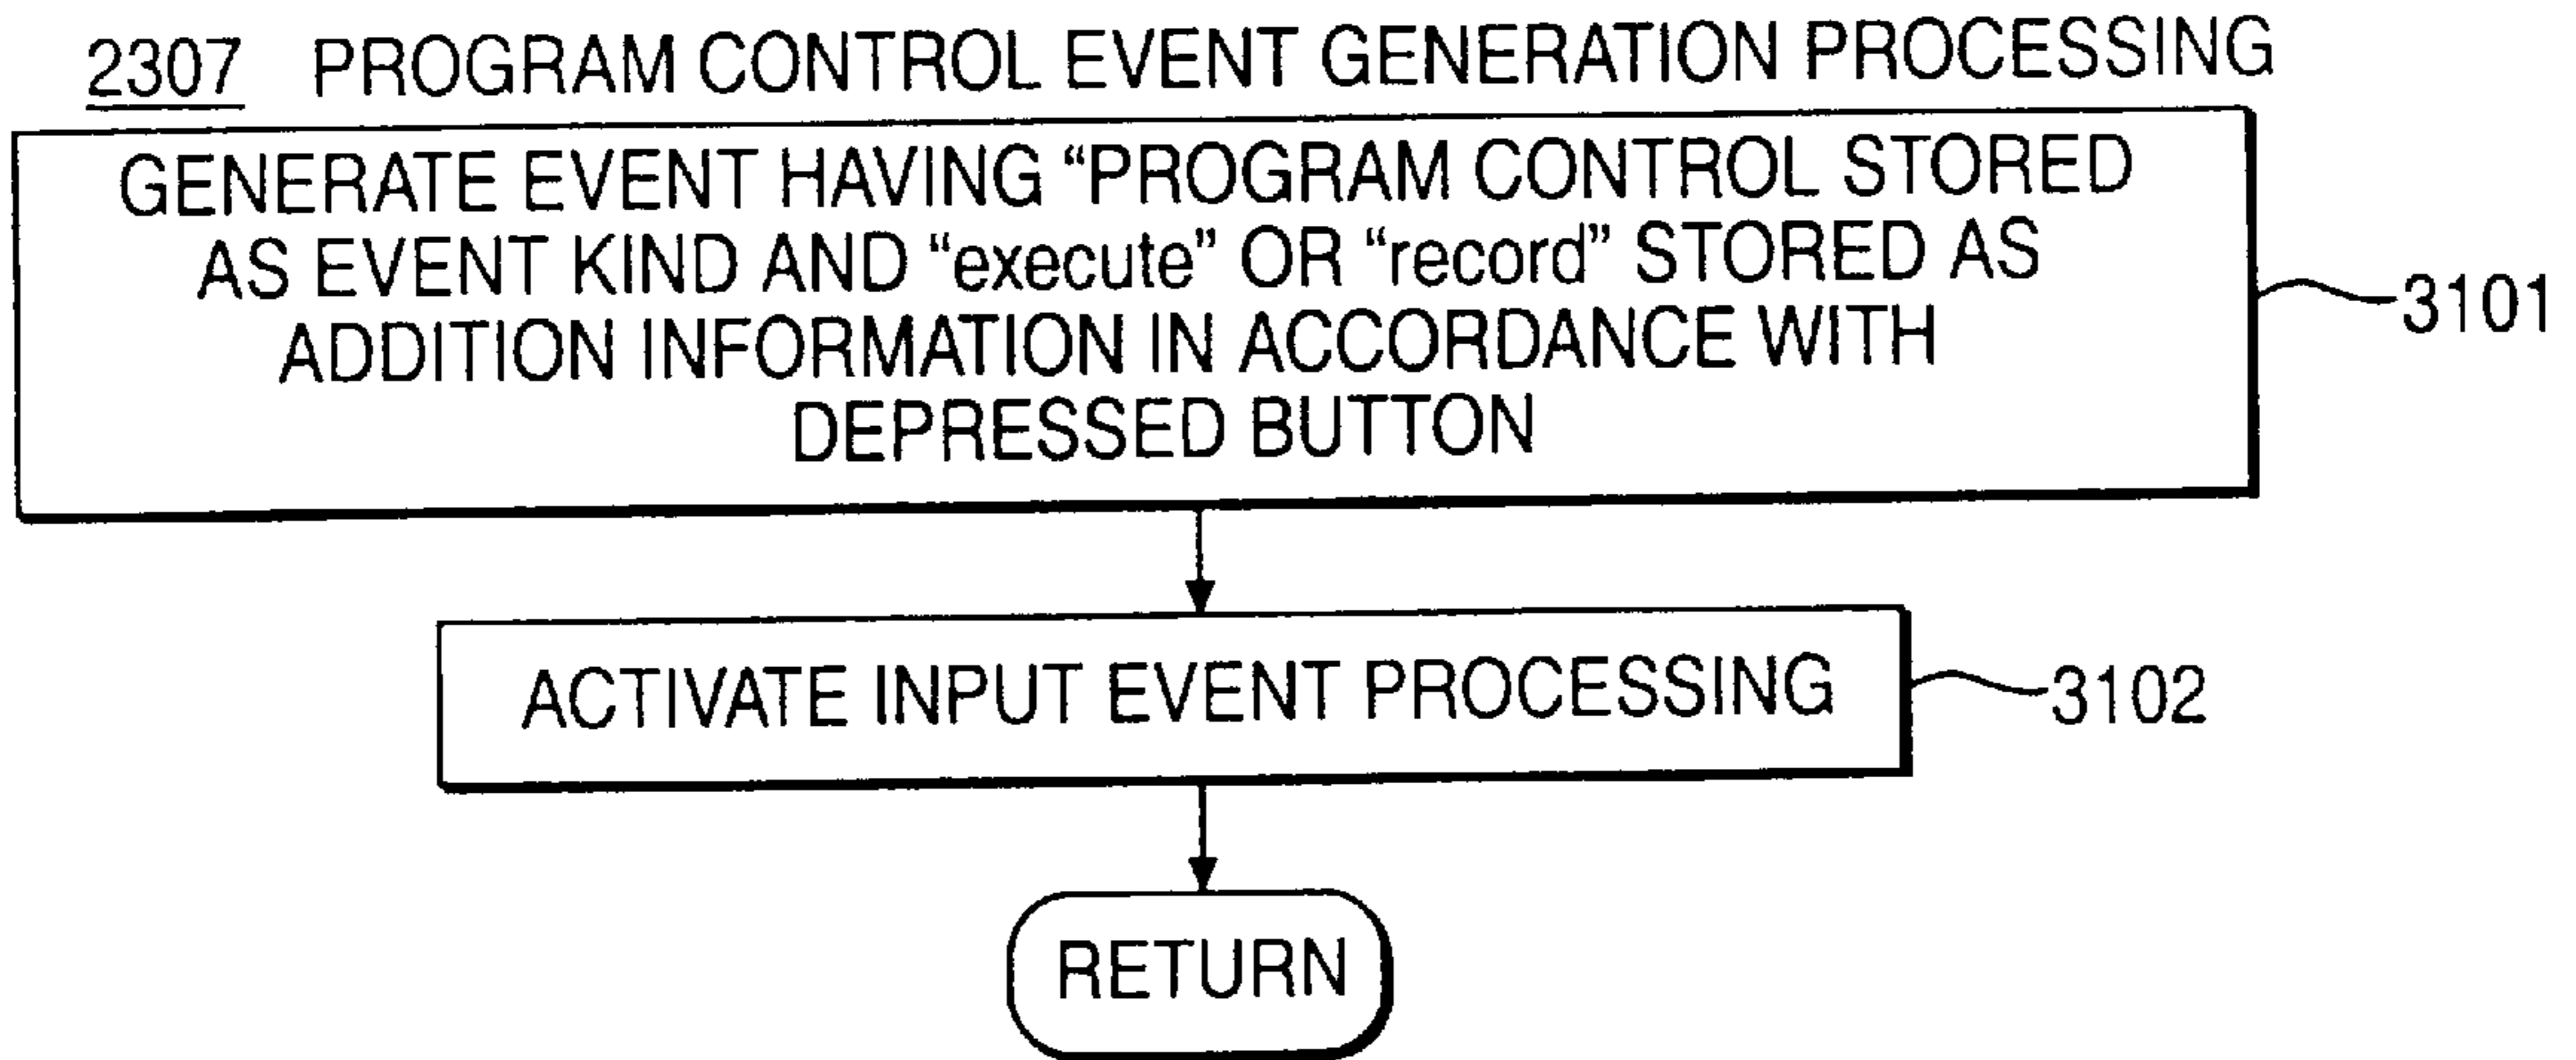 2307 PROGRAM CONTROL EVENT GENERATION PROCESSING
GENERATE EVENT HAVING “PROGRAM CONTROL STORED
AS EVENT KIND AND “execute” OR “record” STORED AS
ADDITION INFORMATION IN ACCORDANCE WITH
DEPRESSED BUTTON
3101
ACTIVATE INPUT EVENT PROCESSING
3102
RETURN